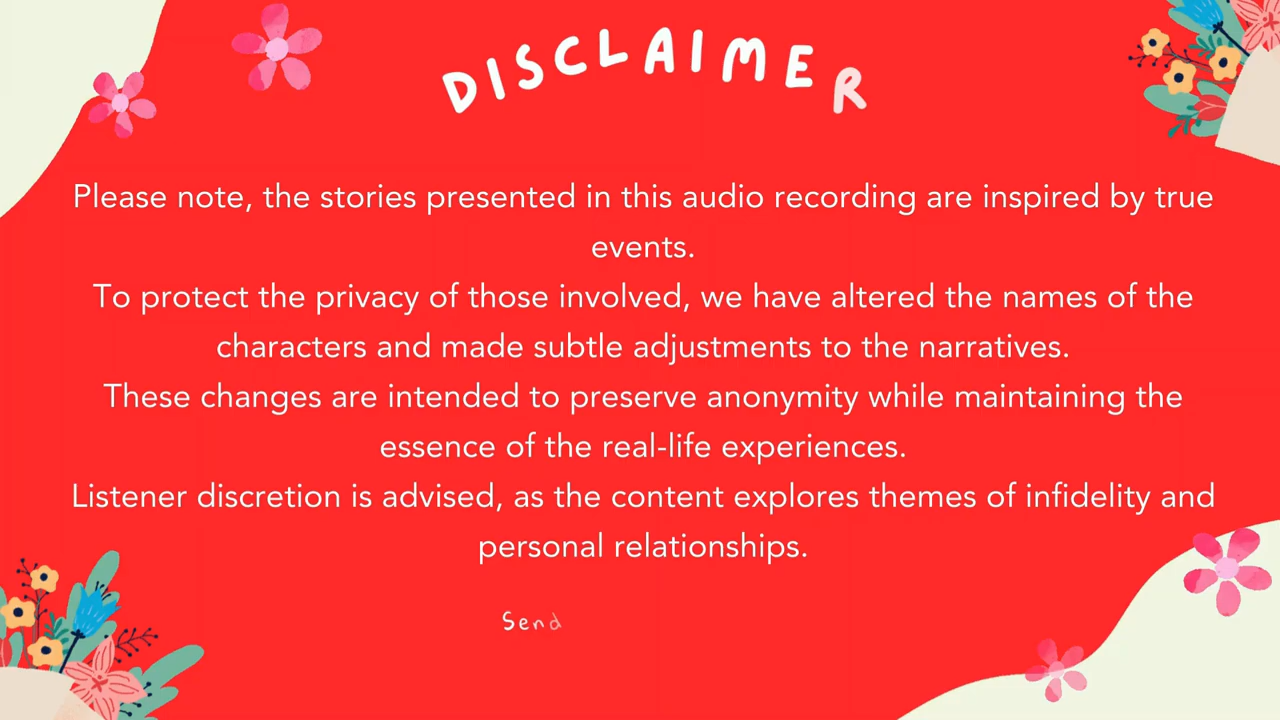 DISCLAIMER
Please note, the stories presented in this audio recording are inspired by true
events.
To protect the privacy of those involved, we have altered the names of the
characters and made subtle adjustments to the narratives.
These changes are intended to preserve anonymity while maintaining the
essence of the real-life experiences.
Listener discretion is advised, as the content explores themes of infidelity and
personal relationships.
Send